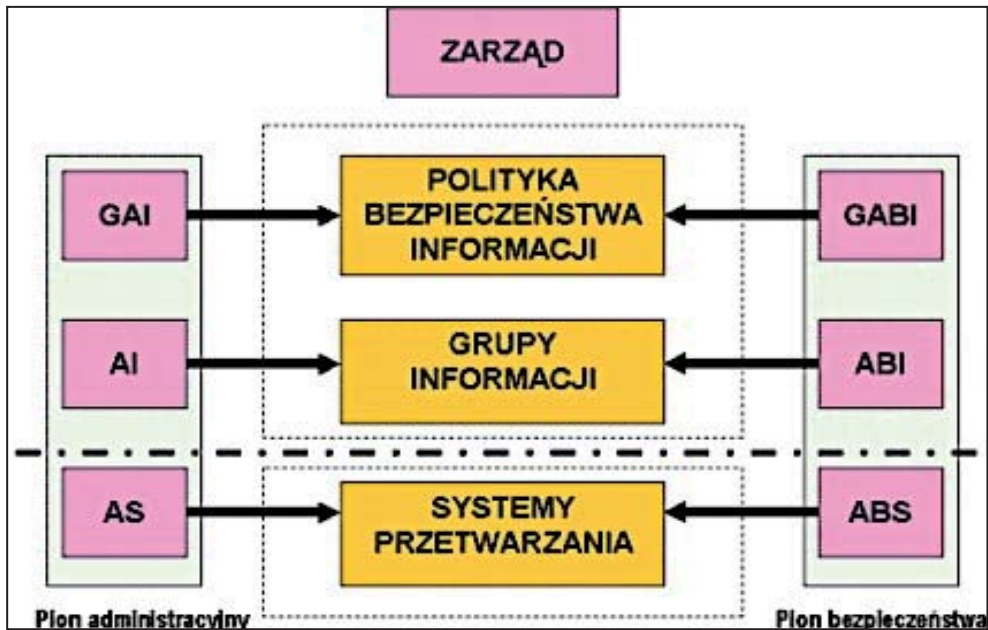 ZARZĄD
GAI
POLITYKA
BEZPIECZEŃSTWA
INFORMACJI
GABI
AI
GRUPY
INFORMACJI
ABI
AS
SYSTEMY
PRZETWARZANIA
ABS
Pion administracyjny
Pion bezpieczeństwa